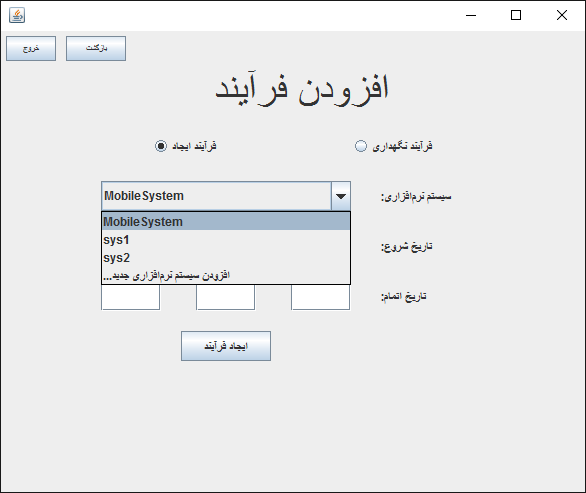 خروج
بازگشت
افزودن فرآیند
فرآیند نگهداری
فرآیند ایجاد
سیستم نرم‌افزاری:
MobileSystem
MobileSystem
sys1
sys2
افزودن سیستم نرم‌افزاری جدید...
تاریخ شروع:
تاریخ اتمام:
ایجاد فرآیند